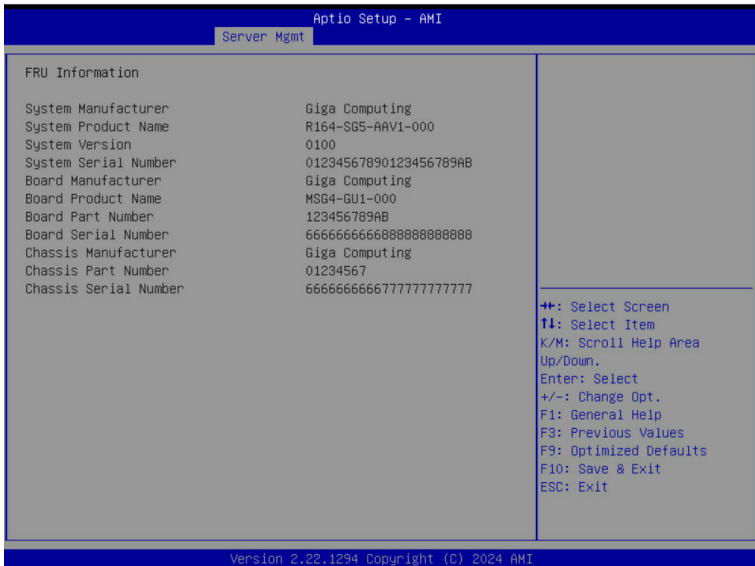 Aptio Setup – AMI
Server Mgmt
FRU Information
System Manufacturer Giga Computing
System Product Name R164-SG5-AAV1-000
System Version 0100
System Serial Number 01234567890123456789AB
Board Manufacturer Giga Computing
Board Product Name MSG4-GU1-000
Board Part Number 123456789AB
Board Serial Number 6666666666888888888888
Chassis Manufacturer Giga Computing
Chassis Part Number 01234567
Chassis Serial Number 6666666666777777777777
→←: Select Screen
↑↓: Select Item
K/M: Scroll Help Area
Up/Down.
Enter: Select
+/-: Change Opt.
F1: General Help
F3: Previous Values
F9: Optimized Defaults
F10: Save & Exit
ESC: Exit
Version 2.22.1294 Copyright (C) 2024 AMI